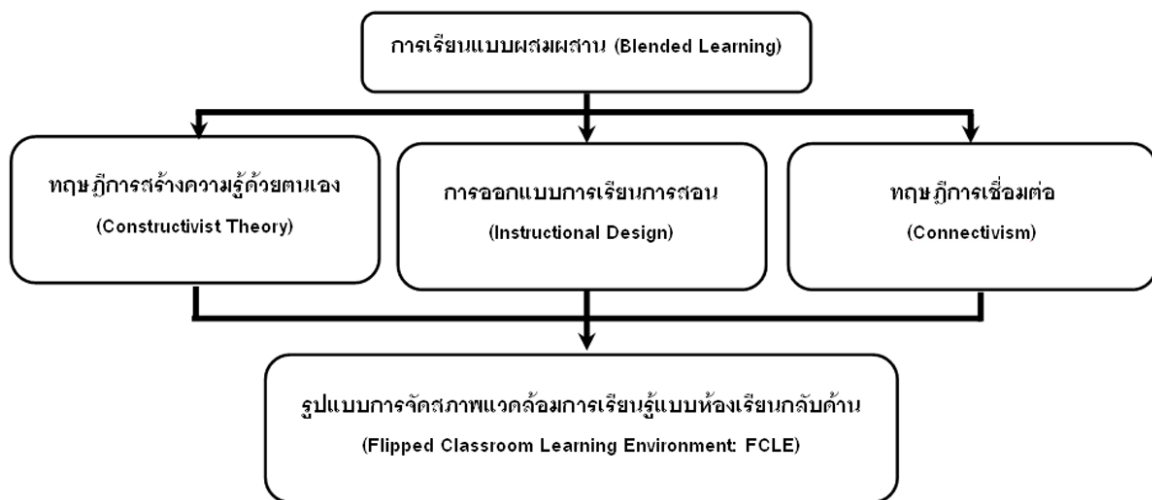 การเรียนแบบผสมผสาน (Blended Learning)
ทฤษฎีการสร้างความรู้ด้วยตนเอง
(Constructivist Theory)
การออกแบบการเรียนการสอน
(Instructional Design)
ทฤษฎีการเชื่อมต่อ
(Connectivism)
รูปแบบการจัดสภาพแวดล้อมการเรียนรู้แบบห้องเรียนกลับด้าน
(Flipped Classroom Learning Environment: FCLE)